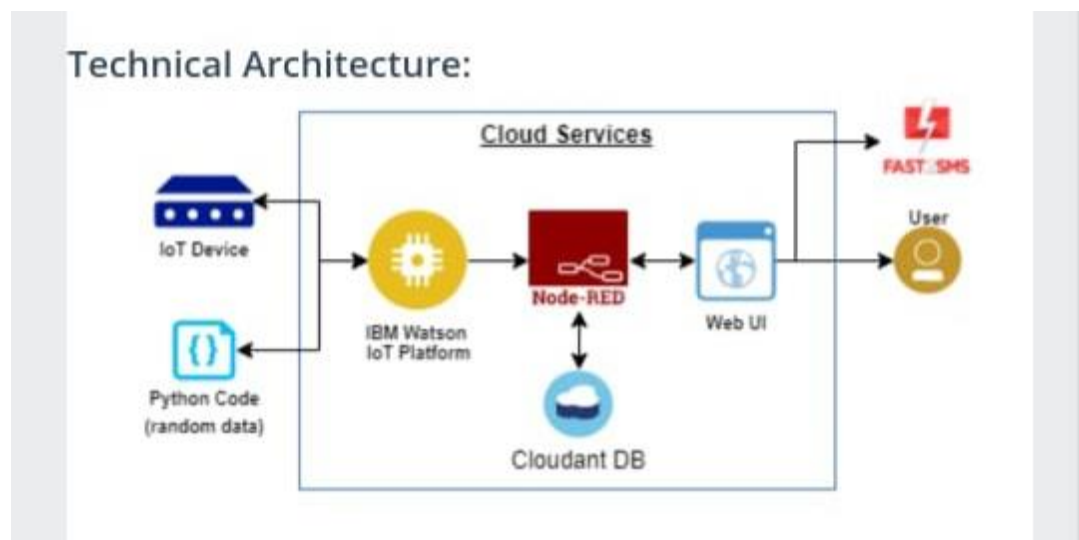 Technical Architecture:
Cloud Services
FAST2SMS
User
IoT Device
Node-RED
Web UI
IBM Watson
IoT Platform
Python Code
(random data)
Cloudant DB